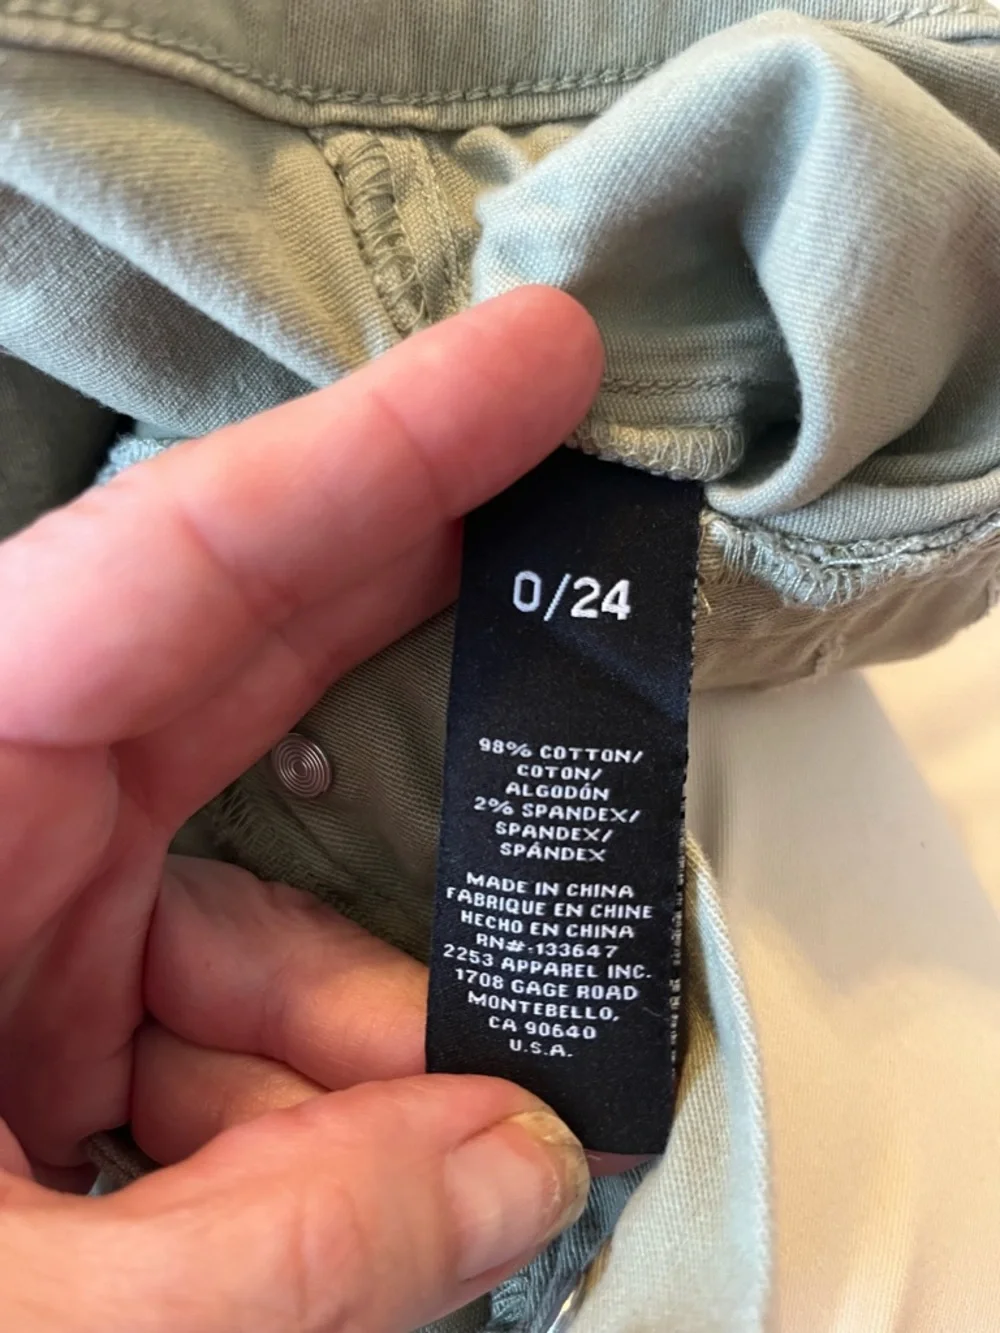 0/24
98% COTTON/
COTON/
ALGODÓN
2% SPANDEX/
SPANDEX/
SPÁNDEX
MADE IN CHINA
FABRIQUE EN CHINE
HECHO EN CHINA
RN#:133647
2253 APPAREL INC.
1708 GAGE ROAD
MONTEBELLO,
CA 90640
U.S.A.